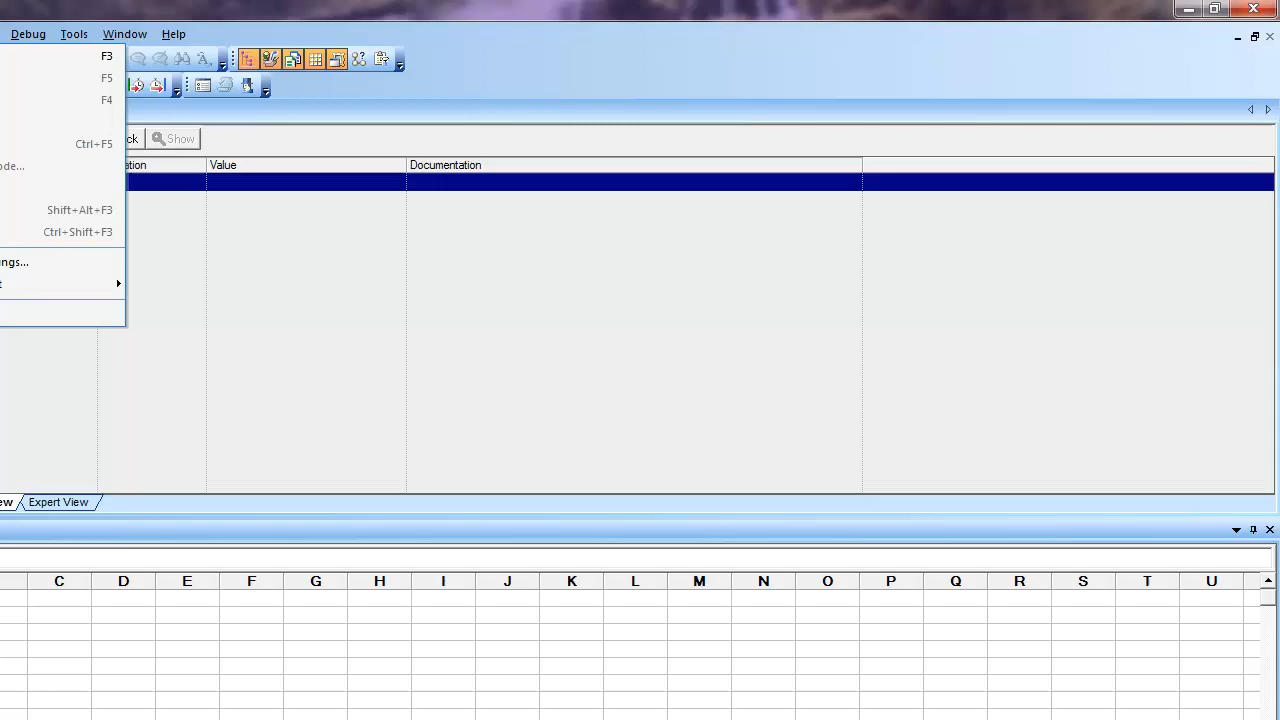 Debug Tools Window Help
F3
F5
F4
Ctrl+F5
ode...
Shift+Alt+F3
Ctrl+Shift+F3
ngs...
t
ck Show
ation Value Documentation
ew Expert View
C D E F G H I J K L M N O P Q R S T U